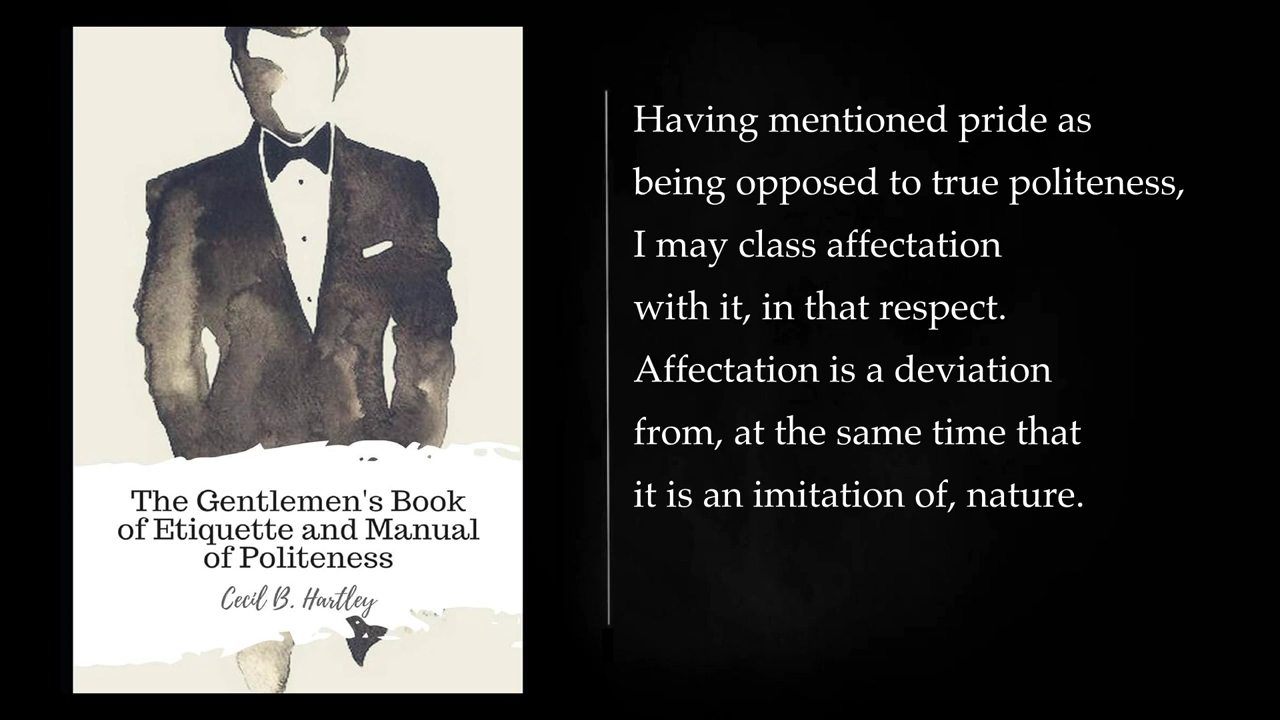 The Gentlemen's Book
of Etiquette and Manual
of Politeness
Cecil B. Hartley
Having mentioned pride as
being opposed to true politeness,
I may class affectation
with it, in that respect.
Affectation is a deviation
from, at the same time that
it is an imitation of, nature.